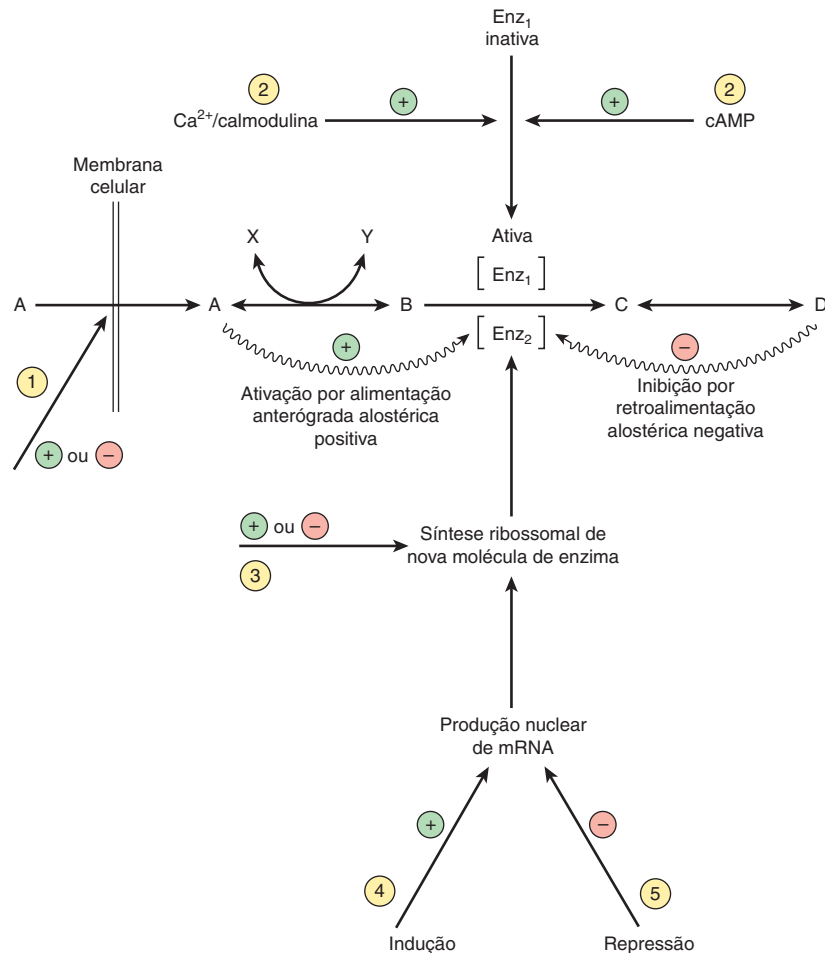 Enz₁
inativa
2
+
+
2
Ca²⁺/calmodulina
cAMP
Membrana
celular
X
Y
Ativa
[ Enz₁ ]
A
A
B
C
D
[ Enz₂ ]
+
−
1
Ativação por alimentação
anterógrada alostérica
positiva
Inibição por
retroalimentação
alostérica negativa
+ ou −
+ ou −
3
Síntese ribossomal de
nova molécula de enzima
Produção nuclear
de mRNA
+
−
4
5
Indução
Repressão